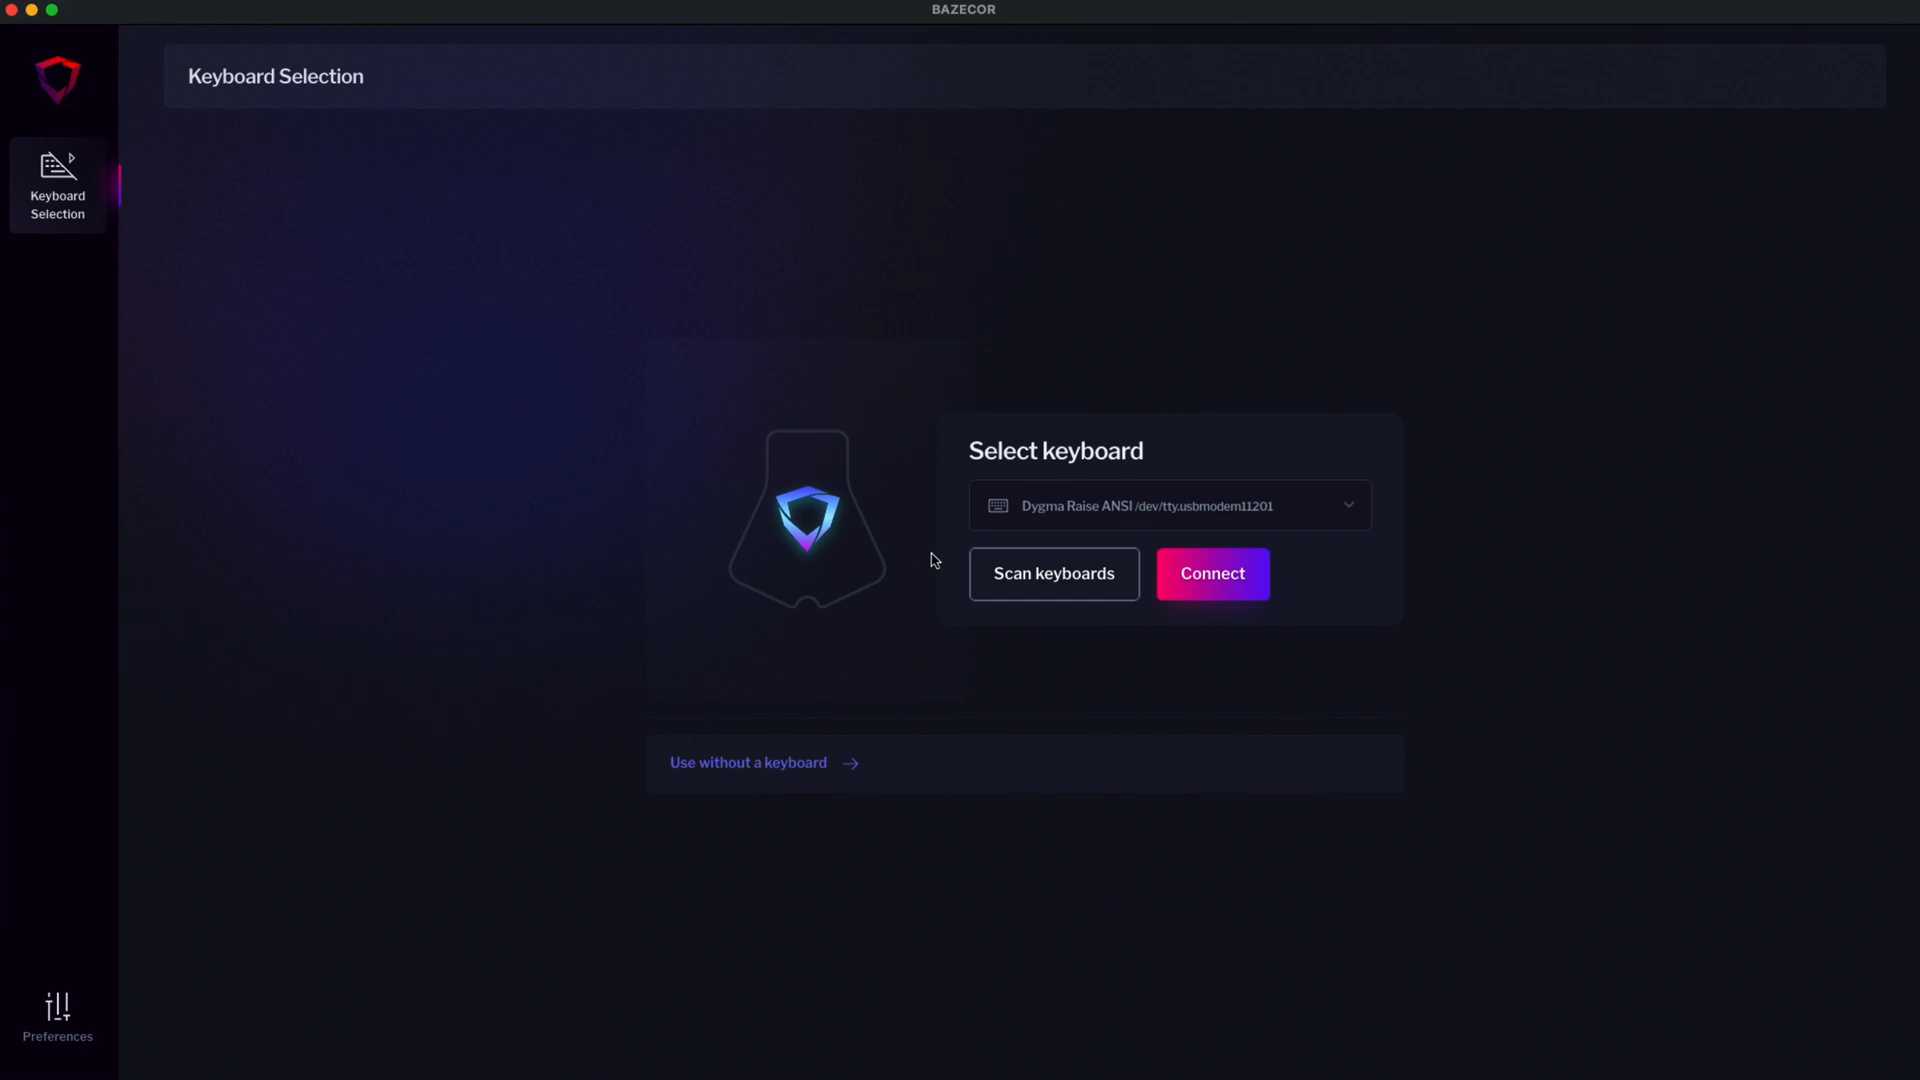 BAZECOR
Keyboard Selection
Keyboard
Selection
Select keyboard
Dygma Raise ANSI /dev/tty.usbmodem11201
Scan keyboards
Connect
Use without a keyboard
Preferences